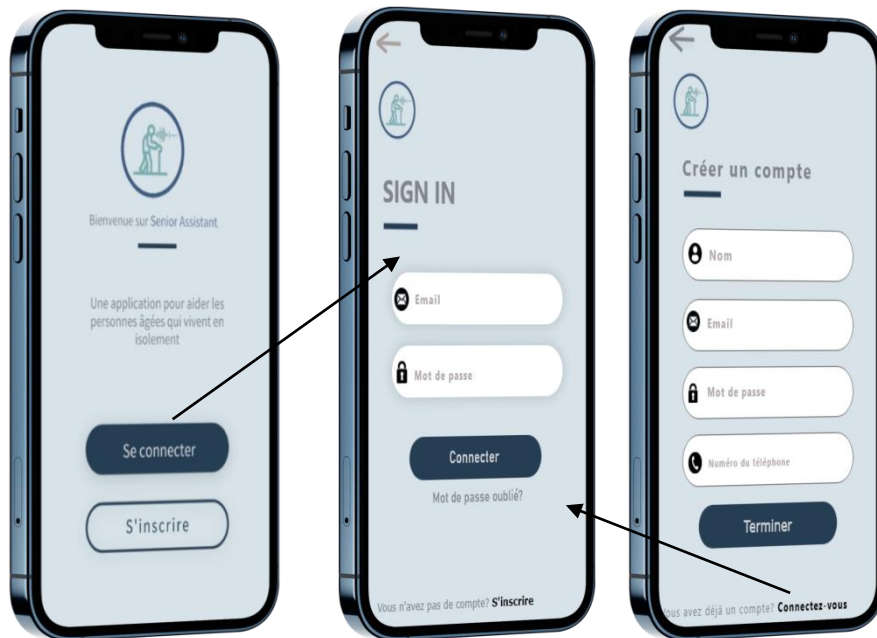 Bienvenue sur Senior Assistant.
Une application pour aider les
personnes âgées qui vivent en
isolement
Se connecter
S'inscrire
SIGN IN
Email
Mot de passe
Connecter
Mot de passe oublié?
Vous n'avez pas de compte? S'inscrire
Créer un compte
Nom
Email
Mot de passe
Numéro du téléphone
Terminer
Vous avez déjà un compte? Connectez-vous